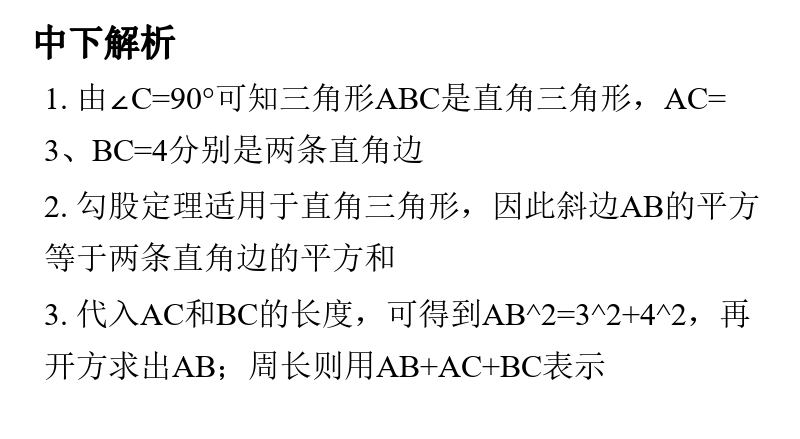 中下解析
1. 由∠C=90°可知三角形ABC是直角三角形，AC=
3、BC=4分别是两条直角边
2. 勾股定理适用于直角三角形，因此斜边AB的平方
等于两条直角边的平方和
3. 代入AC和BC的长度，可得到AB^2=3^2+4^2，再
开方求出AB；周长则用AB+AC+BC表示